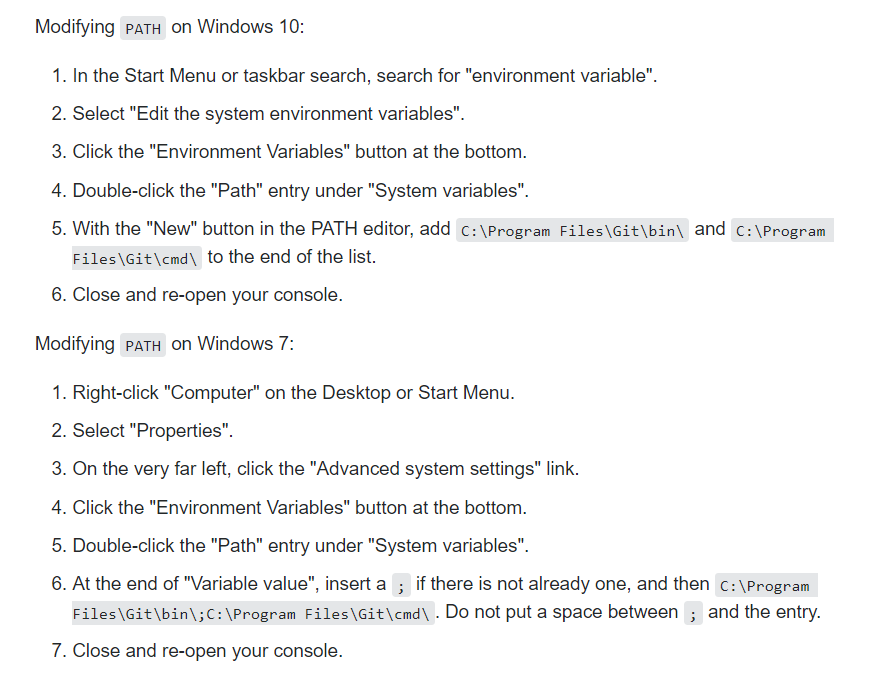 Modifying PATH on Windows 10:
1. In the Start Menu or taskbar search, search for "environment variable".
2. Select "Edit the system environment variables".
3. Click the "Environment Variables" button at the bottom.
4. Double-click the "Path" entry under "System variables".
5. With the "New" button in the PATH editor, add C:\Program Files\Git\bin\ and C:\Program
Files\Git\cmd\ to the end of the list.
6. Close and re-open your console.
Modifying PATH on Windows 7:
1. Right-click "Computer" on the Desktop or Start Menu.
2. Select "Properties".
3. On the very far left, click the "Advanced system settings" link.
4. Click the "Environment Variables" button at the bottom.
5. Double-click the "Path" entry under "System variables".
6. At the end of "Variable value", insert a ; if there is not already one, and then C:\Program
Files\Git\bin\;C:\Program Files\Git\cmd\. Do not put a space between ; and the entry.
7. Close and re-open your console.